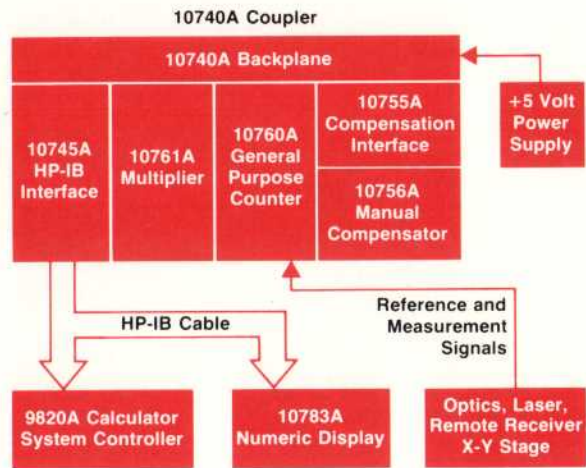 10740A Coupler
10740A Backplane
10745A
HP-IB
Interface
10761A
Multiplier
10760A
General
Purpose
Counter
10755A
Compensation
Interface
10756A
Manual
Compensator
+5 Volt
Power
Supply
HP-IB Cable
Reference and
Measurement
Signals
9820A Calculator
System Controller
10783A
Numeric Display
Optics, Laser,
Remote Receiver
X-Y Stage